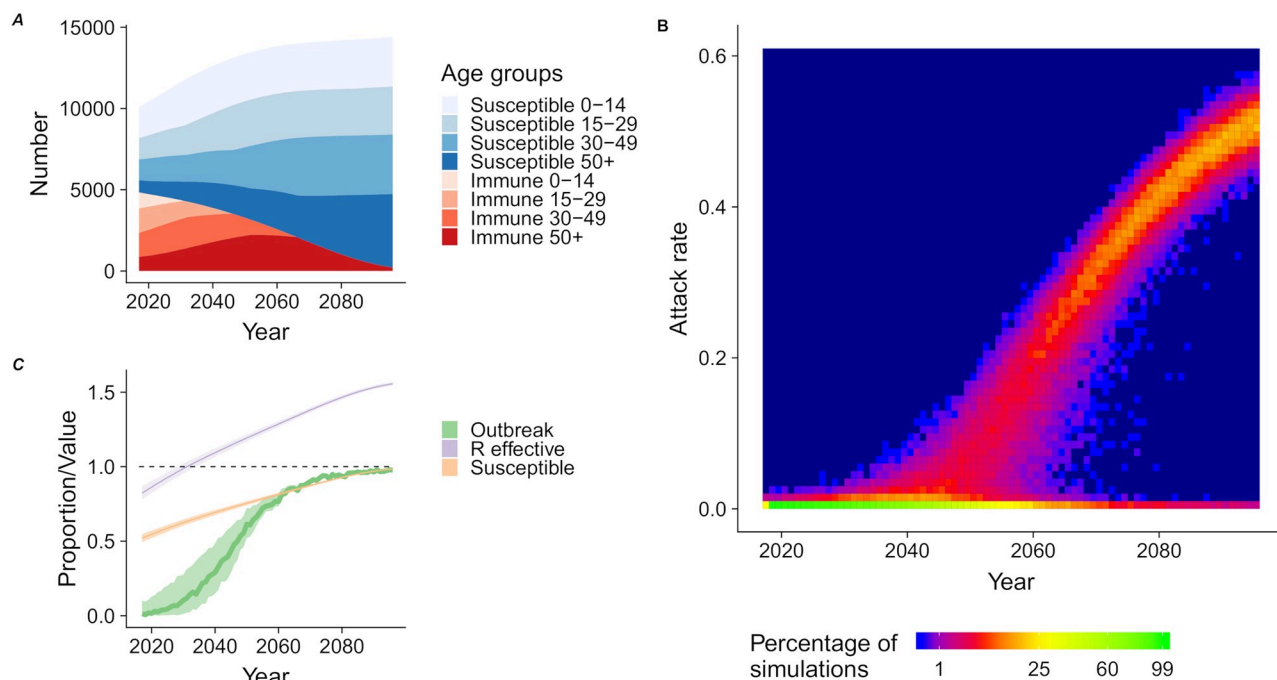 A
15000
10000
5000
0
Number
2020 2040 2060 2080
Year
Age groups
Susceptible 0−14
Susceptible 15−29
Susceptible 30−49
Susceptible 50+
Immune 0−14
Immune 15−29
Immune 30−49
Immune 50+
B
0.6
0.4
0.2
0.0
Attack rate
2020 2040 2060 2080
Year
Percentage of
simulations
1 25 60 99
C
1.5
1.0
0.5
0.0
Proportion/Value
2020 2040 2060 2080
Year
Outbreak
R effective
Susceptible